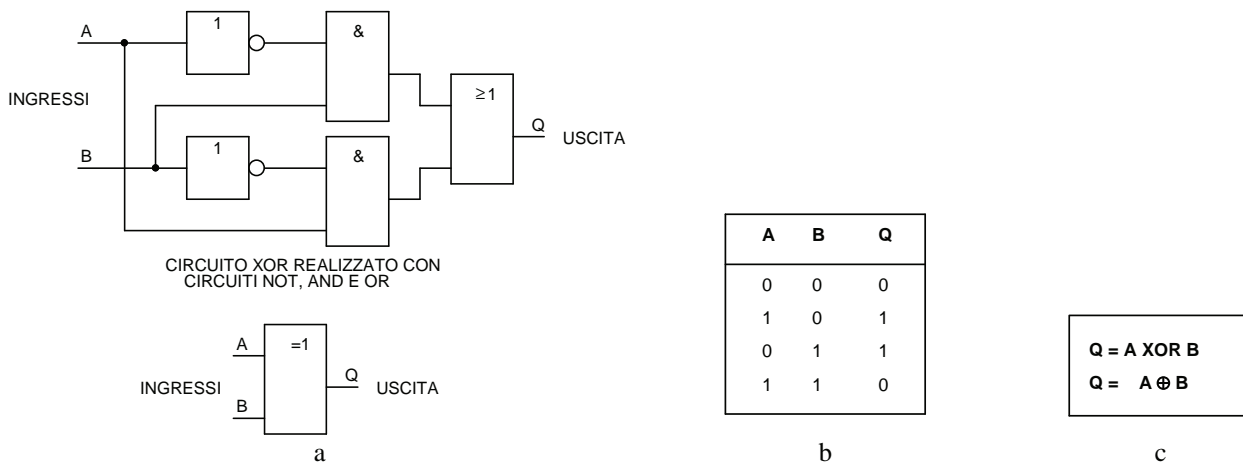 A
1
&
INGRESSI
≥1
Q
USCITA
B
1
&
CIRCUITO XOR REALIZZATO CON
CIRCUITI NOT, AND E OR
A
=1
INGRESSI
Q
USCITA
B
a
A B Q
0 0 0
1 0 1
0 1 1
1 1 0
b
Q = A XOR B
Q = A ⊕ B
c